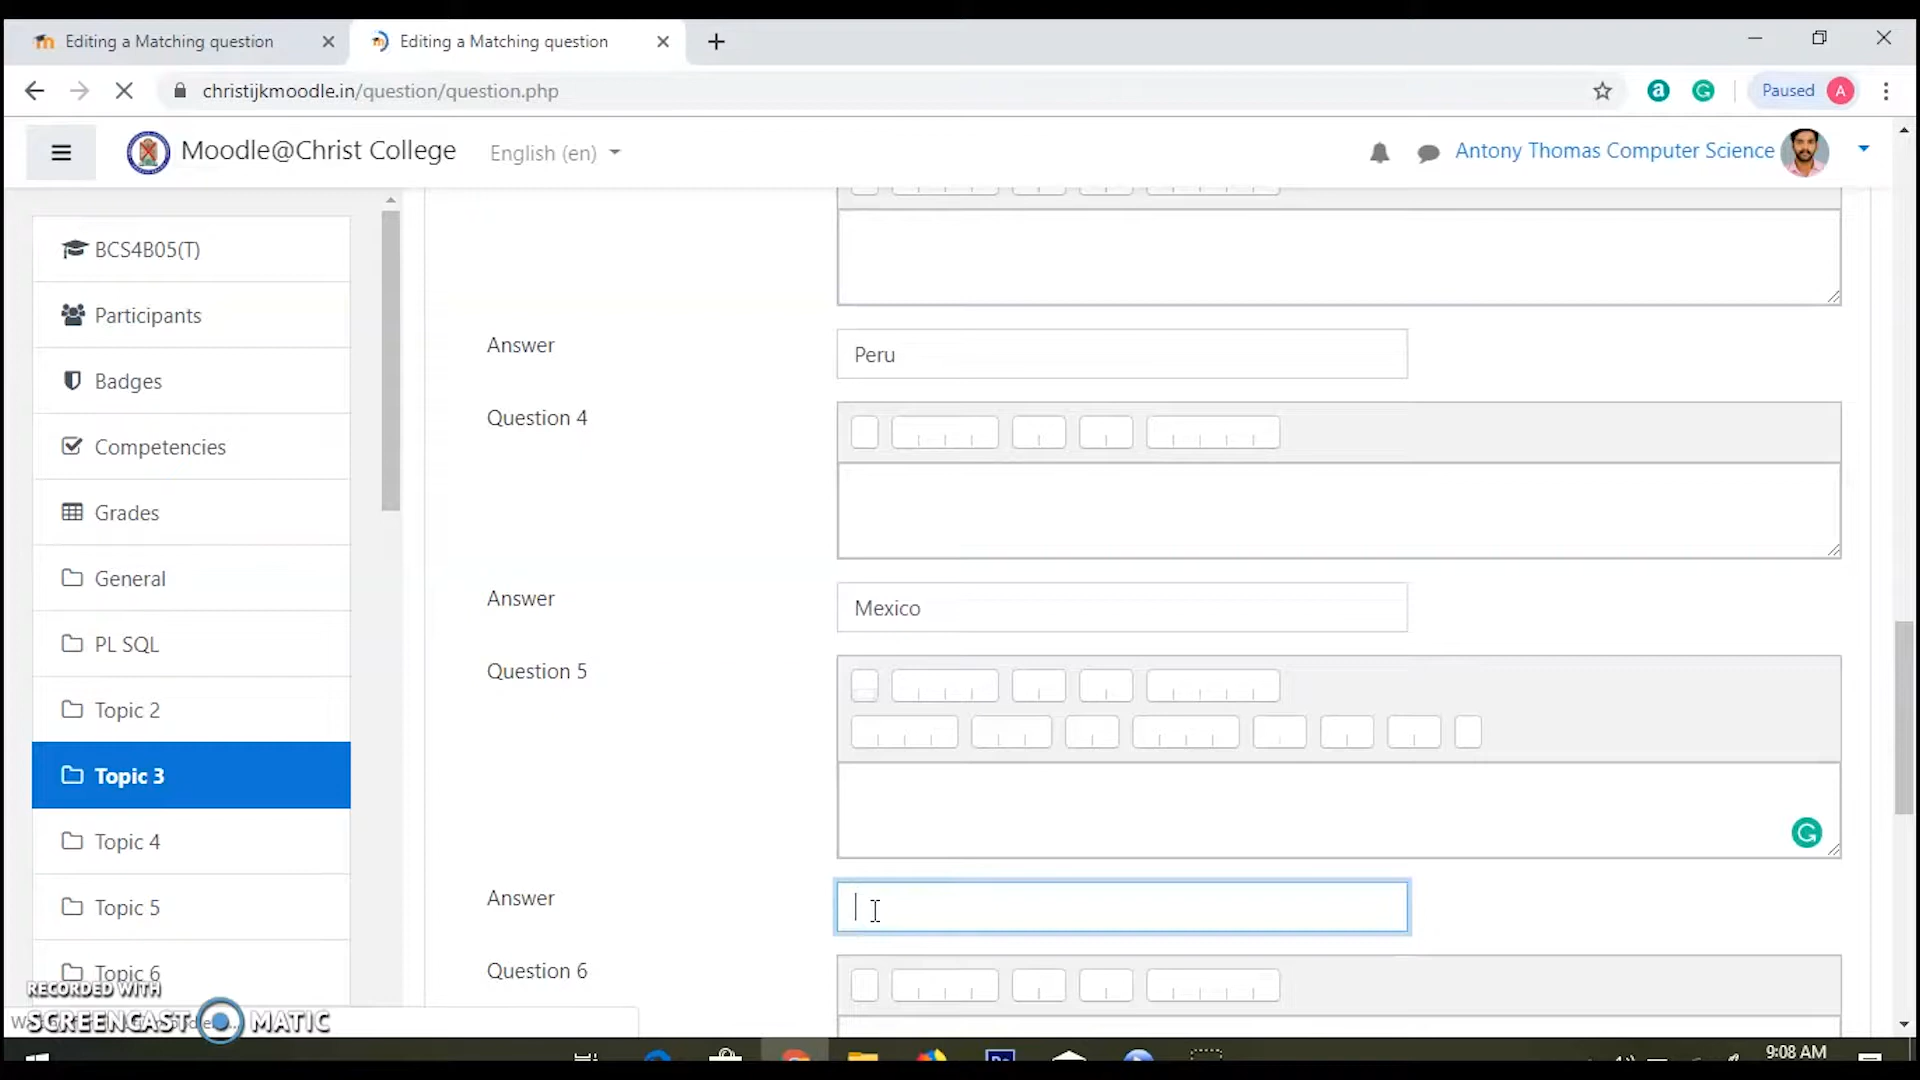 Editing a Matching question
Editing a Matching question
christijkmoodle.in/question/question.php
Paused A
Moodle@Christ College
English (en)
Antony Thomas Computer Science
BCS4B05(T)
Participants
Badges
Competencies
Grades
General
PL SQL
Topic 2
Topic 3
Topic 4
Topic 5
Topic 6
Answer
Peru
Question 4
Answer
Mexico
Question 5
Answer
Question 6
RECORDED WITH
SCREENCAST MATIC
9:08 AM